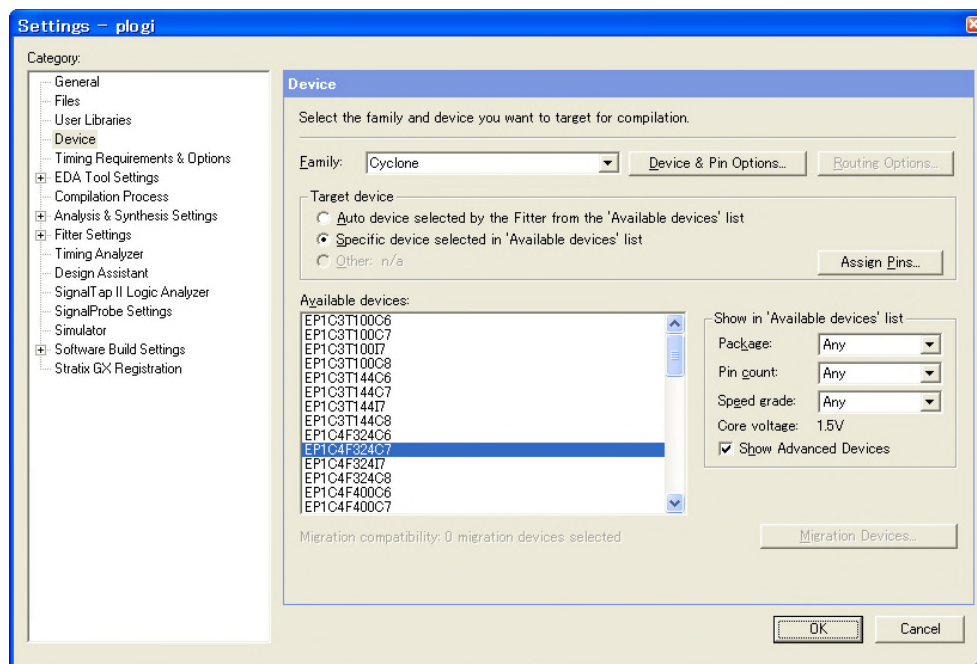 Settings - plogi
Category:
General
Files
User Libraries
Device
Timing Requirements & Options
EDA Tool Settings
Compilation Process
Analysis & Synthesis Settings
Fitter Settings
Timing Analyzer
Design Assistant
SignalTap II Logic Analyzer
SignalProbe Settings
Simulator
Software Build Settings
Stratix GX Registration
Device
Select the family and device you want to target for compilation.
Family: Cyclone Device & Pin Options... Routing Options...
Target device
Auto device selected by the Fitter from the 'Available devices' list
Specific device selected in 'Available devices' list
Other: n/a
Assign Pins...
Available devices:
EP1C3T100C6
EP1C3T100C7
EP1C3T100I7
EP1C3T100C8
EP1C3T144C6
EP1C3T144C7
EP1C3T144I7
EP1C3T144C8
EP1C4F324C6
EP1C4F324C7
EP1C4F324I7
EP1C4F324C8
EP1C4F400C6
EP1C4F400C7
Show in 'Available devices' list
Package: Any
Pin count: Any
Speed grade: Any
Core voltage: 1.5V
Show Advanced Devices
Migration compatibility: 0 migration devices selected
Migration Devices...
OK Cancel